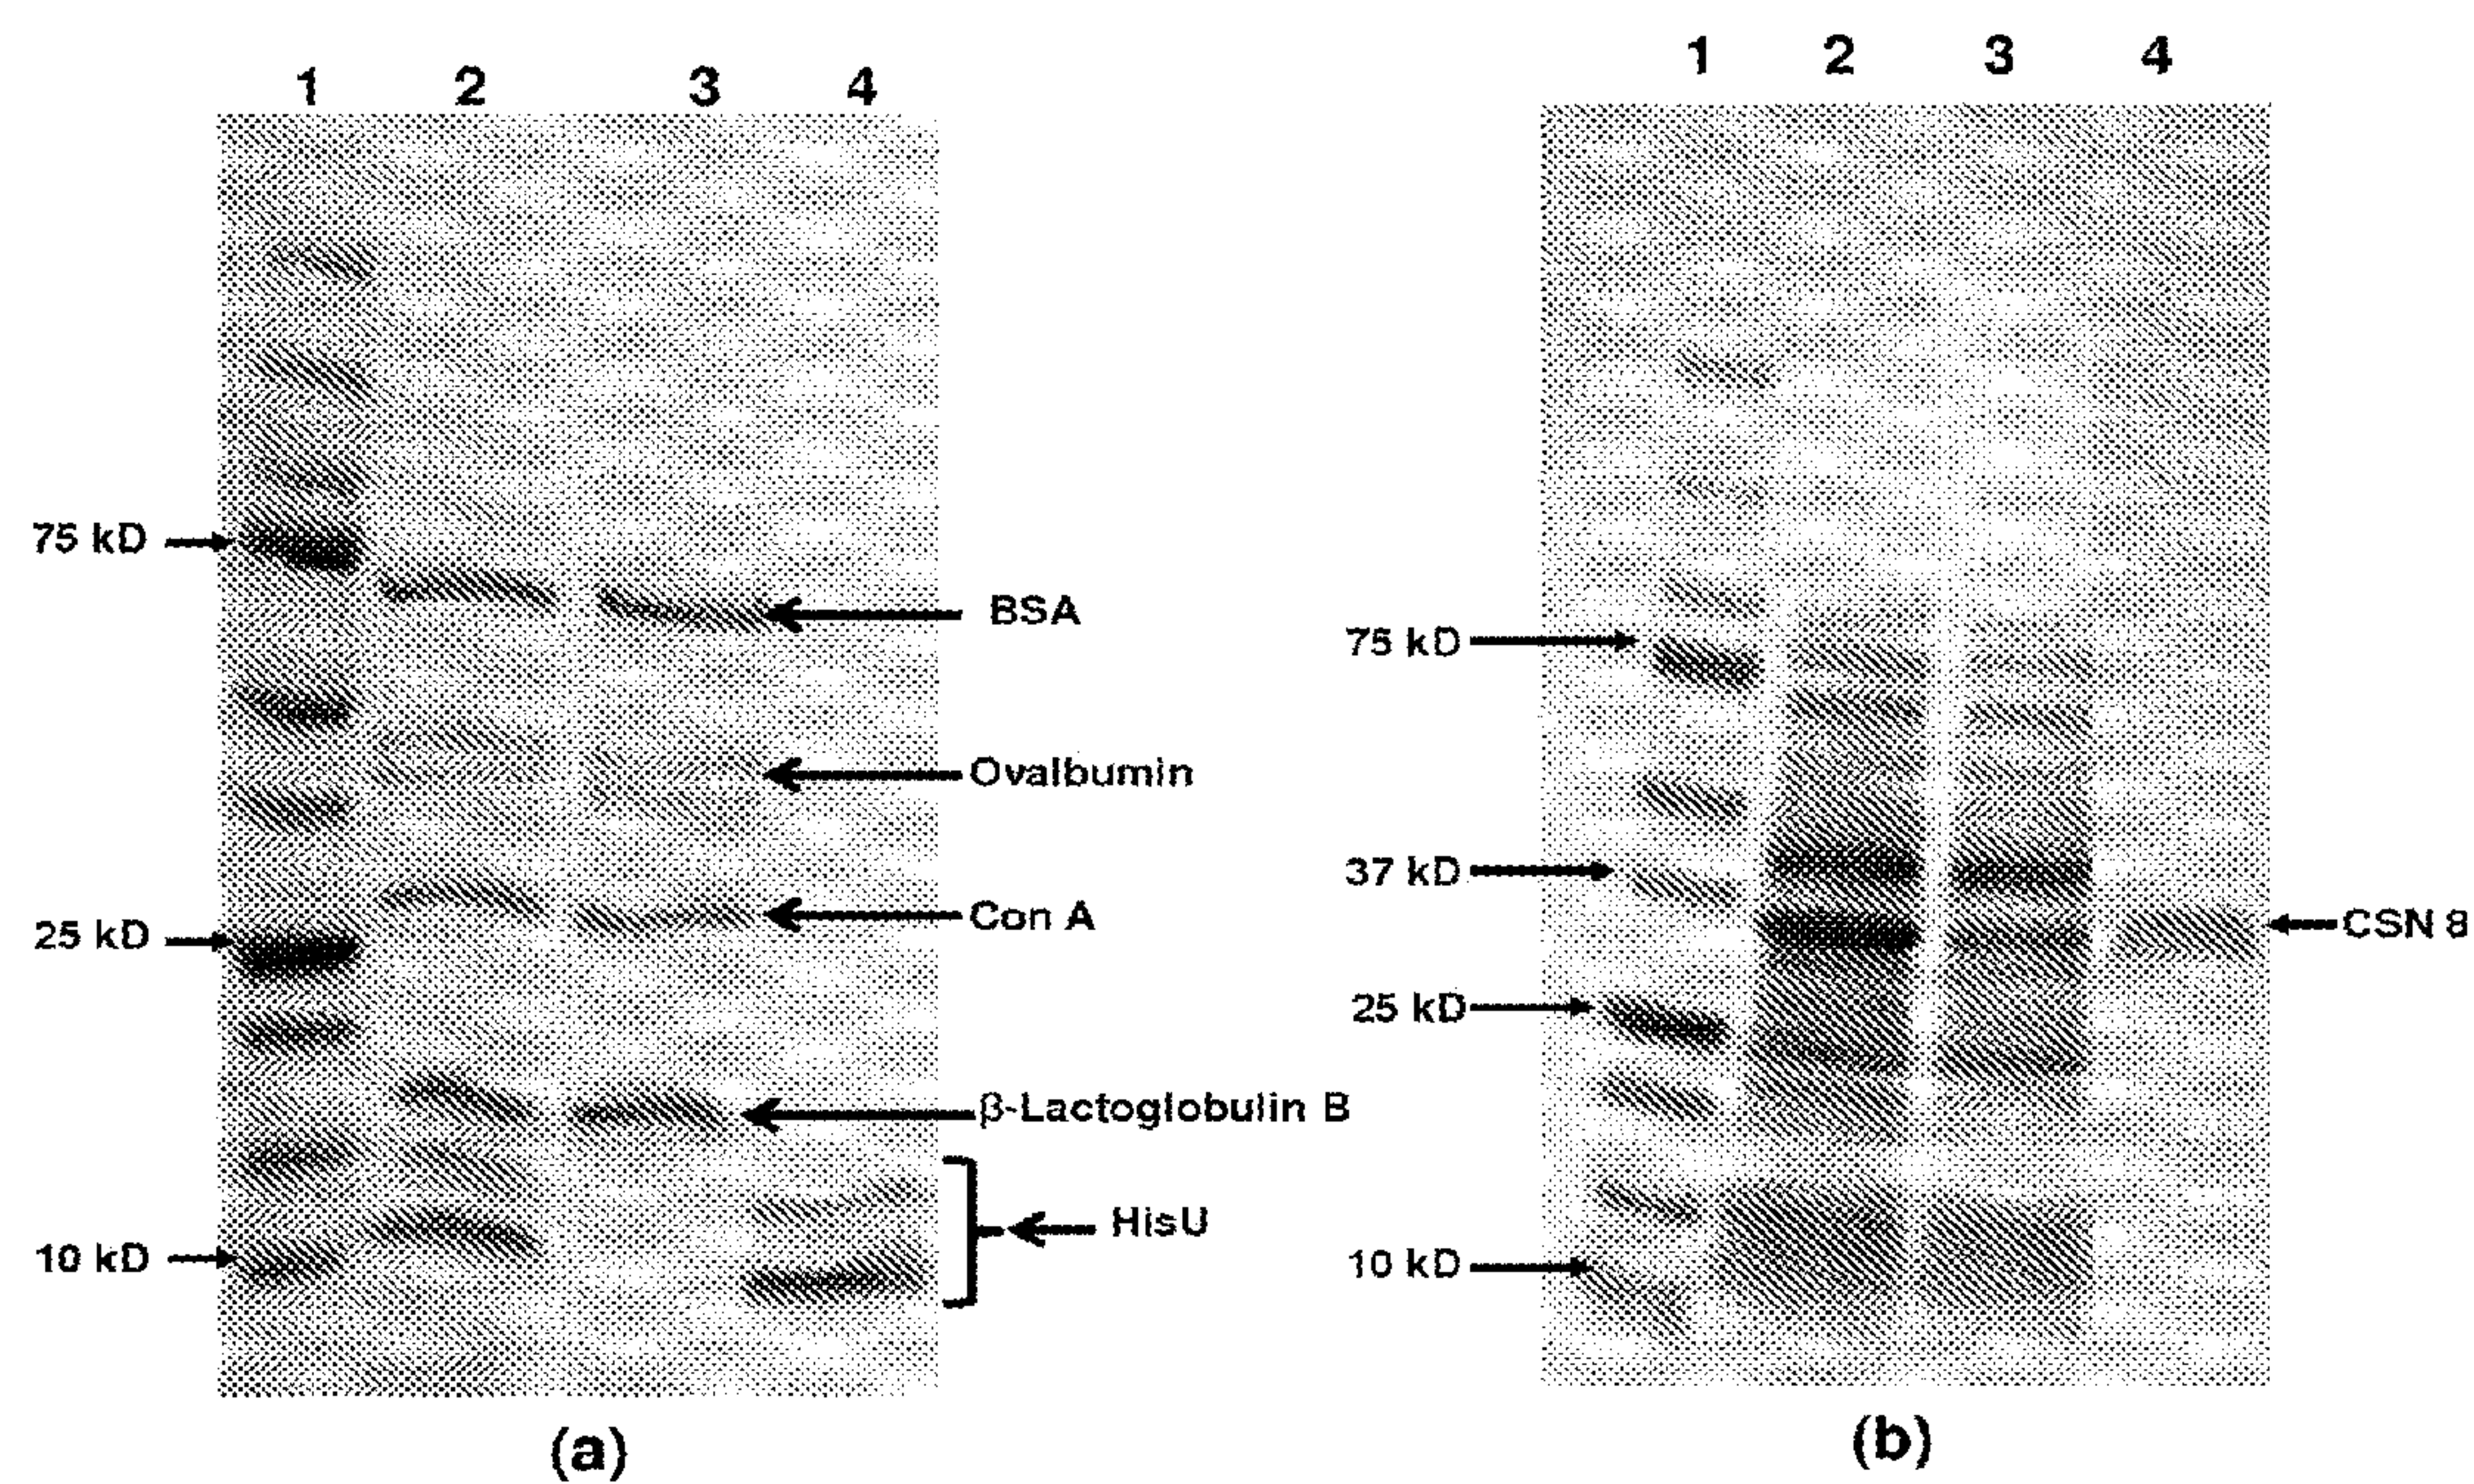 1 2 3 4
75 kD
25 kD
10 kD
BSA
Ovalbumin
Con A
β-Lactoglobulin B
HisU
(a)
1 2 3 4
75 kD
37 kD
25 kD
10 kD
CSN 8
(b)